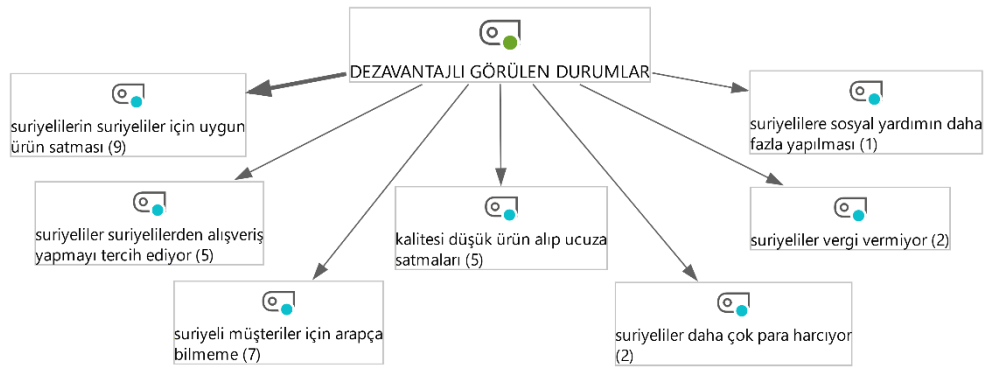 DEZAVANTAJLI GÖRÜLEN DURUMLAR
suriyelilerin suriyeliler için uygun
ürün satması (9)
suriyelilere sosyal yardımın daha
fazla yapılması (1)
suriyeliler suriyelilerden alışveriş
yapmayı tercih ediyor (5)
kalitesi düşük ürün alıp ucuza
satmaları (5)
suriyeliler vergi vermiyor (2)
suriyeli müşteriler için arapça
bilmeme (7)
suriyeliler daha çok para harcıyor
(2)